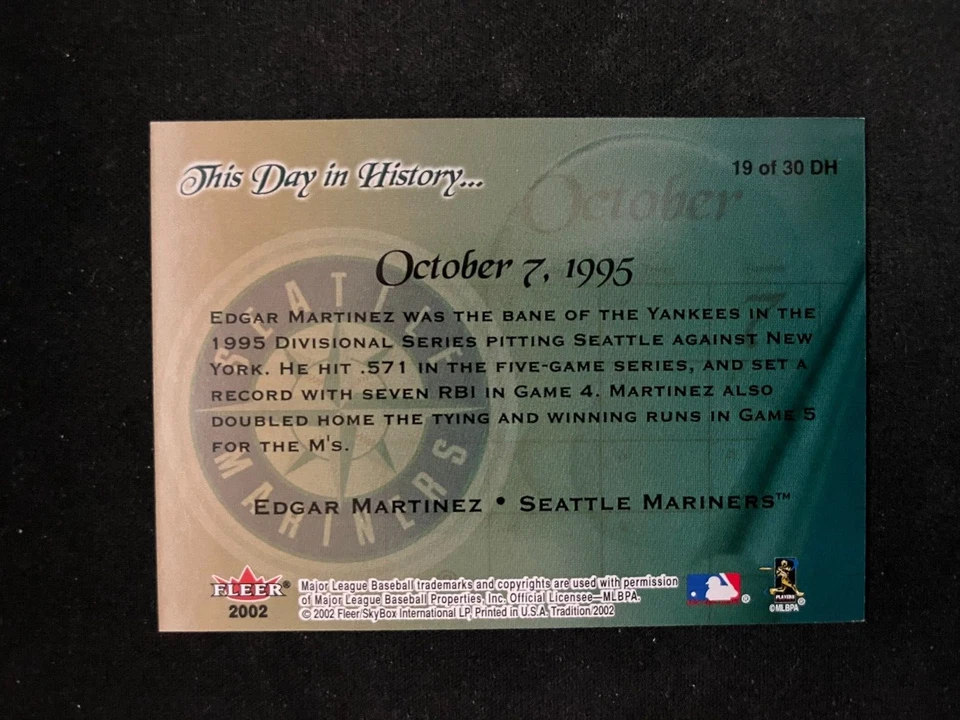 This Day in History...
19 of 30 DH
October
October 7, 1995
7
EDGAR MARTINEZ WAS THE BANE OF THE YANKEES IN THE
1995 DIVISIONAL SERIES PITTING SEATTLE AGAINST NEW
YORK. HE HIT .571 IN THE FIVE-GAME SERIES, AND SET A
RECORD WITH SEVEN RBI IN GAME 4. MARTINEZ ALSO
DOUBLED HOME THE TYING AND WINNING RUNS IN GAME 5
FOR THE M'S.
SEATTLE
MARINERS
EDGAR MARTINEZ • SEATTLE MARINERS™
FLEER®
2002
Major League Baseball trademarks and copyrights are used with permission
of Major League Baseball Properties, Inc. Official Licensee—MLBPA.
© 2002 Fleer/SkyBox International LP, Printed in U.S.A. Tradition/2002
®
PLAYERS
©MLBPA